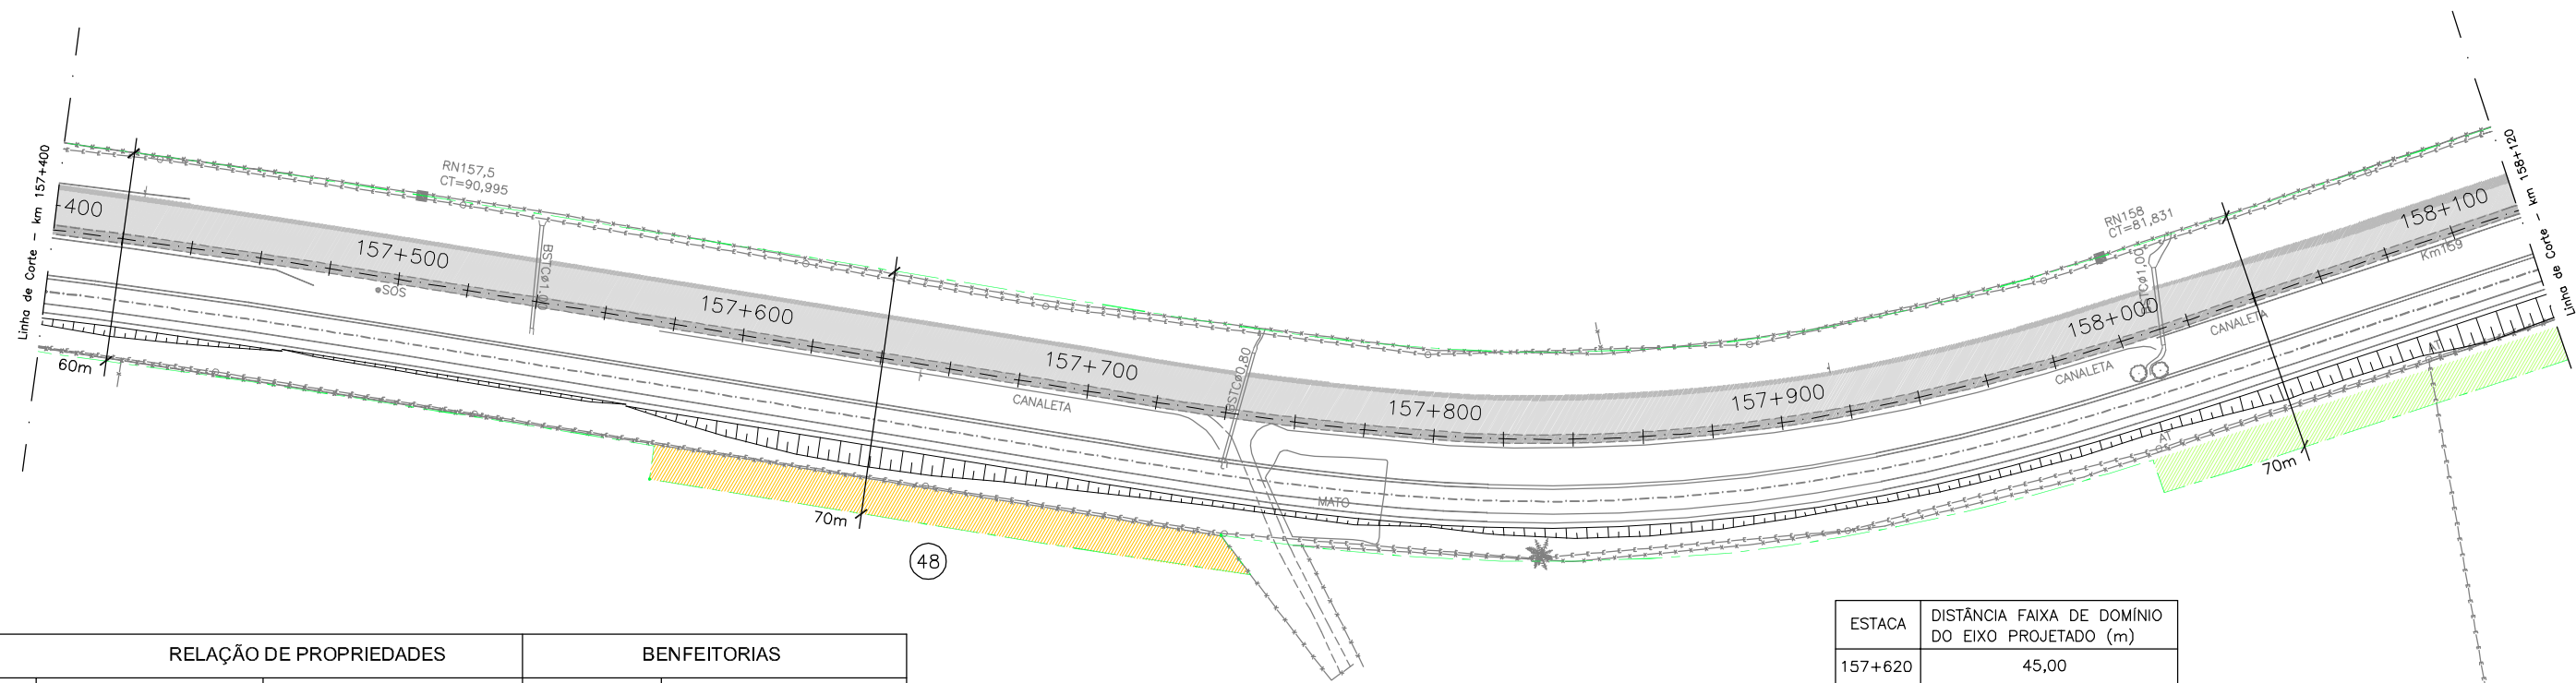 Linha de Corte - km 157+400
-400
60m
RN157,5
CT=90,995
157+500
SOS
BSTCø1.00
157+600
70m
48
157+700
CANALETA
BSTCø0,80
MATO
157+800
157+900
158+000
CANALETA
RN158
CT=81,831
CANALETA
AT
AT
70m
158+100
Km159
Linha de Corte - km 158+120
RELAÇÃO DE PROPRIEDADES
BENFEITORIAS
ESTACA
DISTÂNCIA FAIXA DE DOMÍNIO
DO EIXO PROJETADO (m)
157+620
45,00